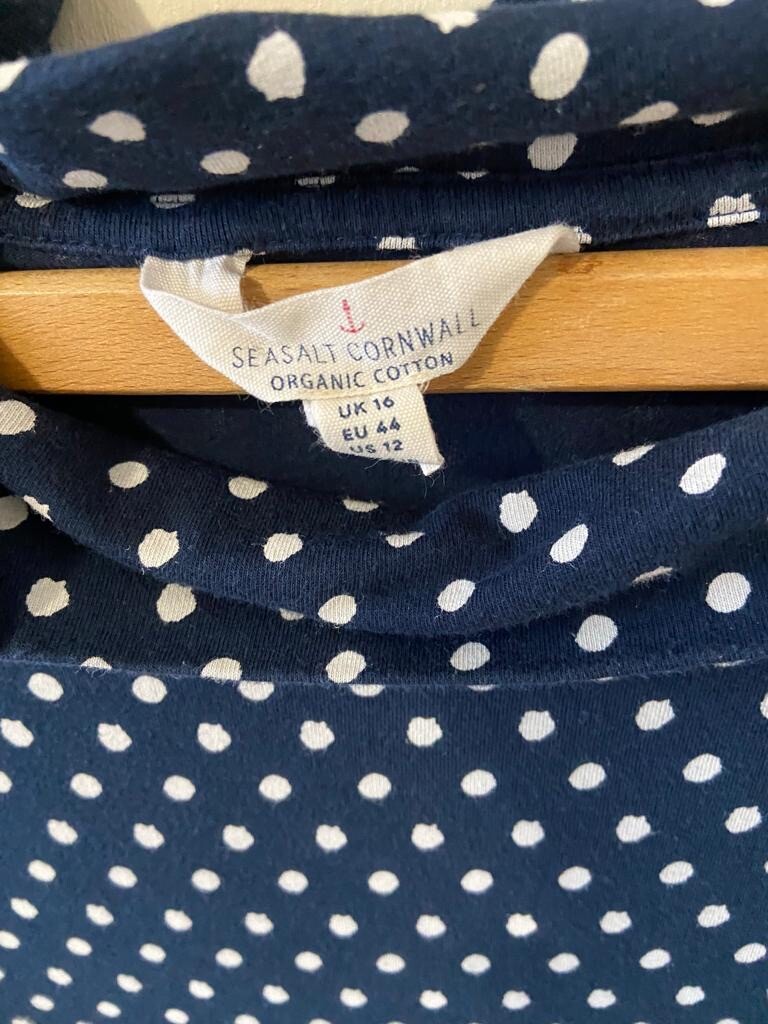 SEASALT CORNWALL
ORGANIC COTTON
UK 16
EU 44
US 12